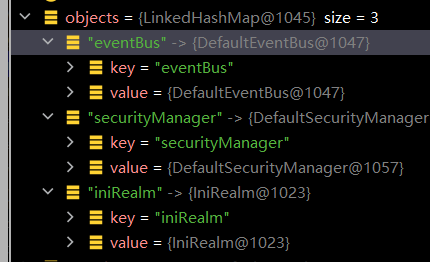 objects = {LinkedHashMap@1045} size = 3
"eventBus" -> {DefaultEventBus@1047}
key = "eventBus"
value = {DefaultEventBus@1047}
"securityManager" -> {DefaultSecurityManager
key = "securityManager"
value = {DefaultSecurityManager@1057}
"iniRealm" -> {IniRealm@1023}
key = "iniRealm"
value = {IniRealm@1023}